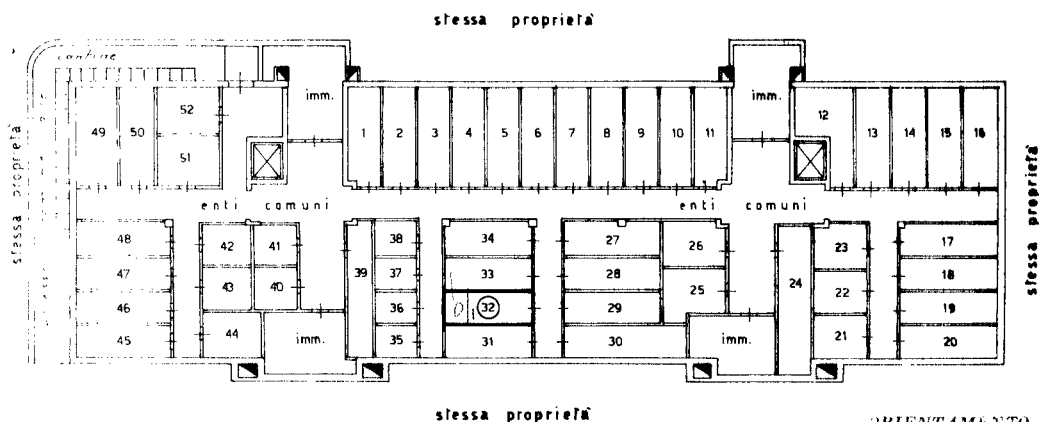 stessa proprietà
cantine
imm.
imm.
52
12
49 50
1 2 3 4 5 6 7 8 9 10 11
13 14 15 16
51
stessa proprietà
stessa proprietà
enti comuni
enti comuni
48
42 41
38
34
27
26
23
17
47
43 40
39
37
33
28
25
24
22
18
46
36
32
29
19
44
45
imm.
35
31
30
imm.
21
20
stessa proprietà
ORIENTAMENTO